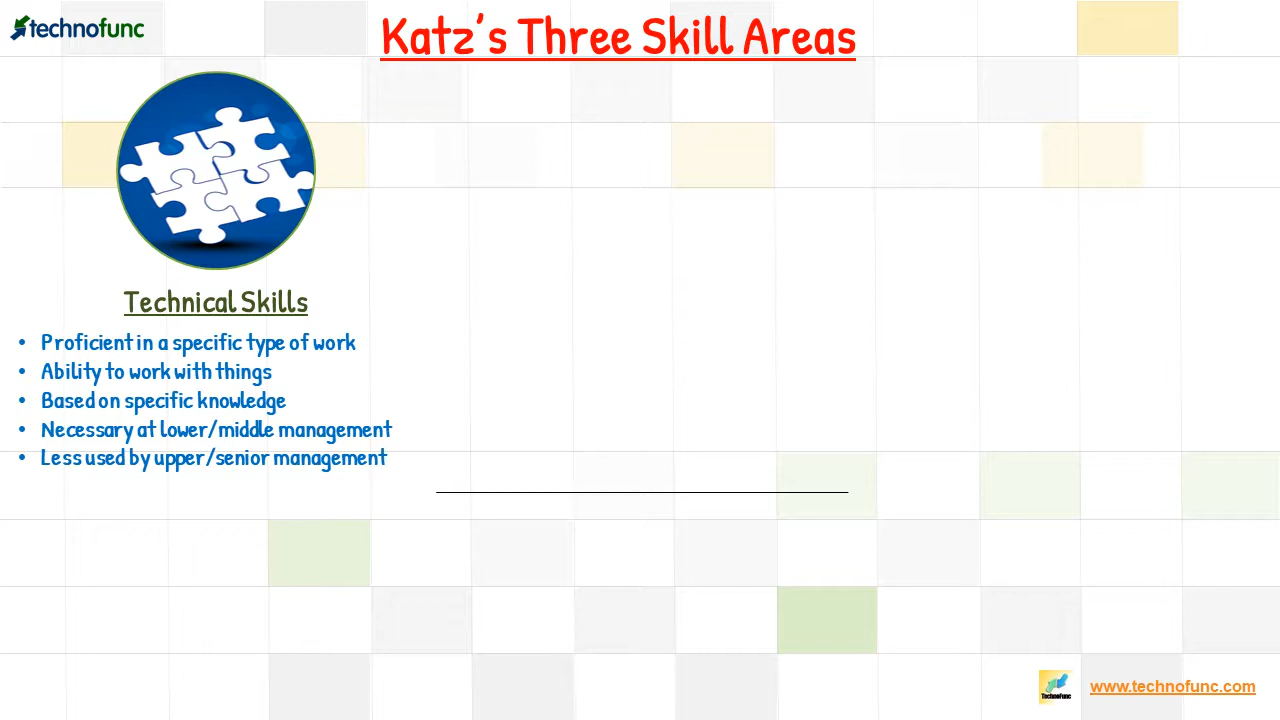 technofunc
Katz's Three Skill Areas
Technical Skills
• Proficient in a specific type of work
• Ability to work with things
• Based on specific knowledge
• Necessary at lower/middle management
• Less used by upper/senior management
TechnoFunc
www.technofunc.com